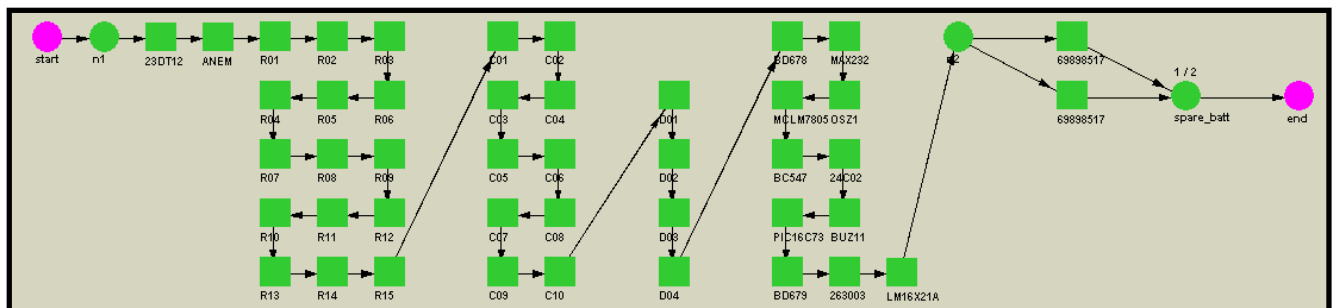 start n1 23DT12 ANEM R01 R02 R03 C01 C02 BD678 MAX232 n2 69898517
1 / 2
R04 R05 R06 C03 C04 D01 MCLM7805 OSZ1 69898517 spare_batt end
R07 R08 R09 C05 C06 D02 BC547 24C02
R10 R11 R12 C07 C08 D03 PIC16C73 BUZ11
R13 R14 R15 C09 C10 D04 BD679 263003 LM16X21A